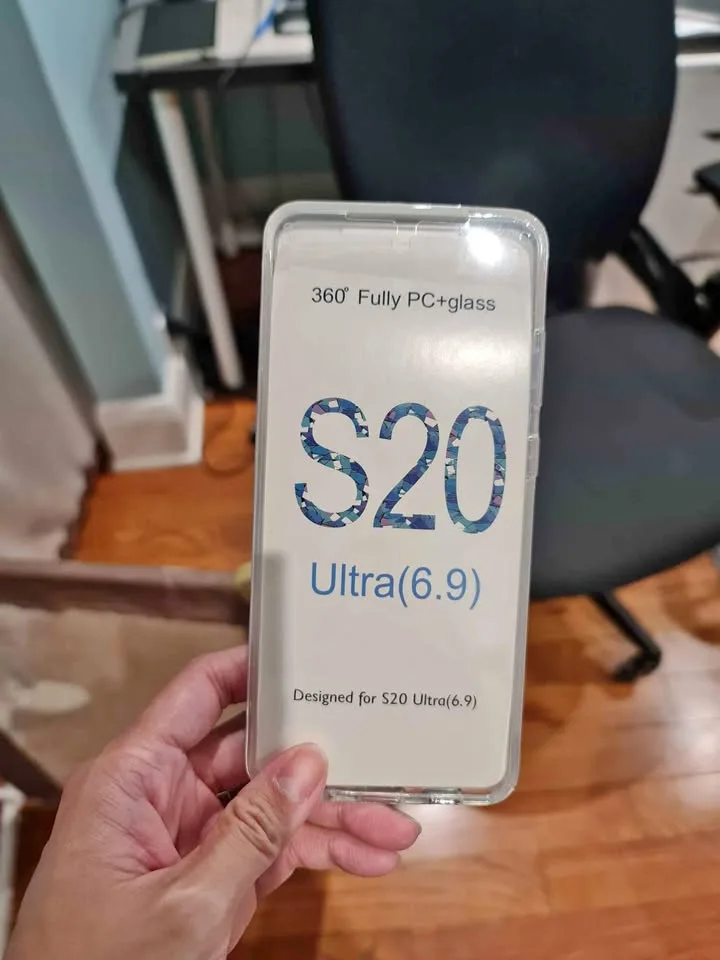 360° Fully PC+glass
S20
Ultra(6.9)
Designed for S20 Ultra(6.9)